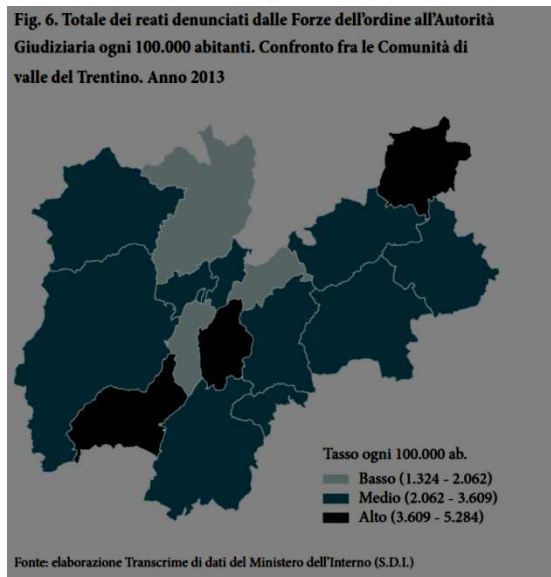 Fig. 6. Totale dei reati denunciati dalle Forze dell'ordine all'Autorità
Giudiziaria ogni 100.000 abitanti. Confronto fra le Comunità di
valle del Trentino. Anno 2013
Tasso ogni 100.000 ab.
Basso (1.324 - 2.062)
Medio (2.062 - 3.609)
Alto (3.609 - 5.284)
Fonte: elaborazione Transcrime di dati del Ministero dell'Interno (S.D.I.)